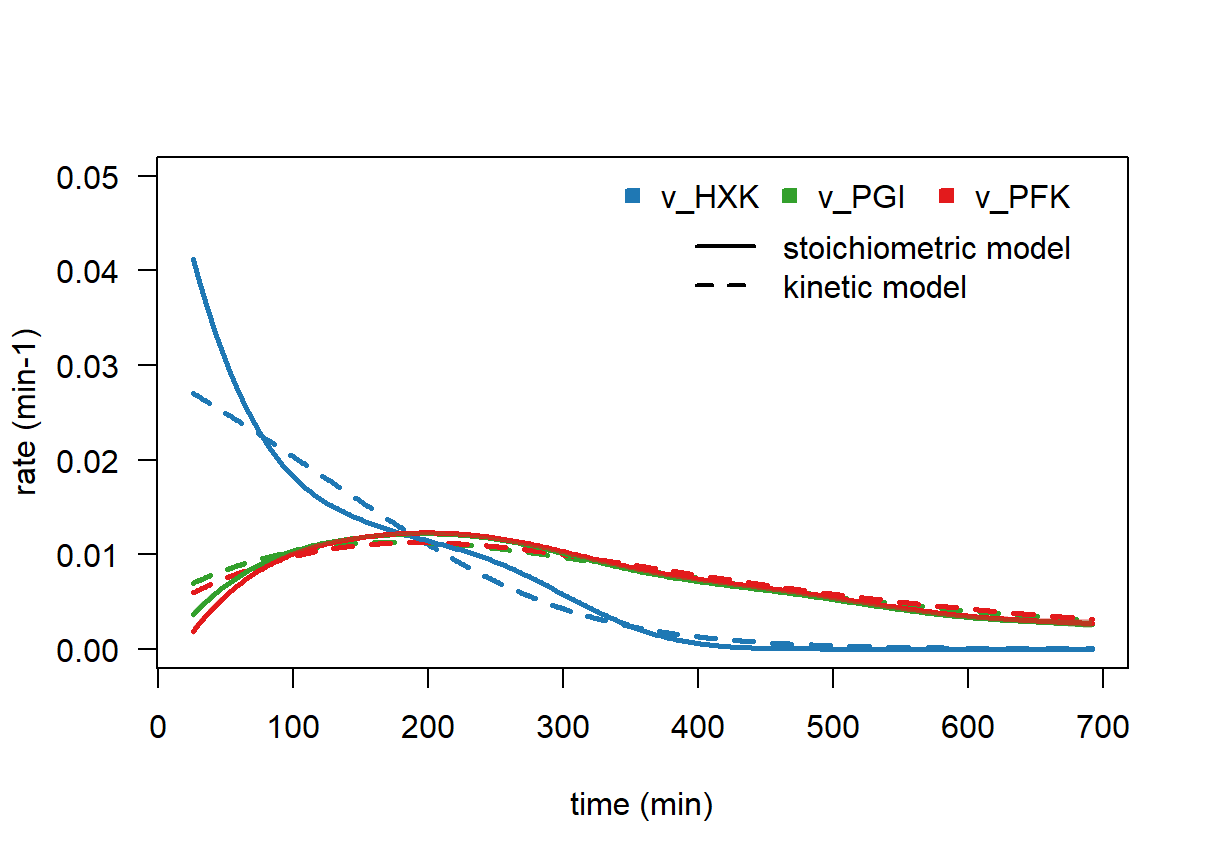 v_HXK v_PGI v_PFK
stoichiometric model
kinetic model
rate (min-1)
0.05
0.04
0.03
0.02
0.01
0.00
0 100 200 300 400 500 600 700
time (min)